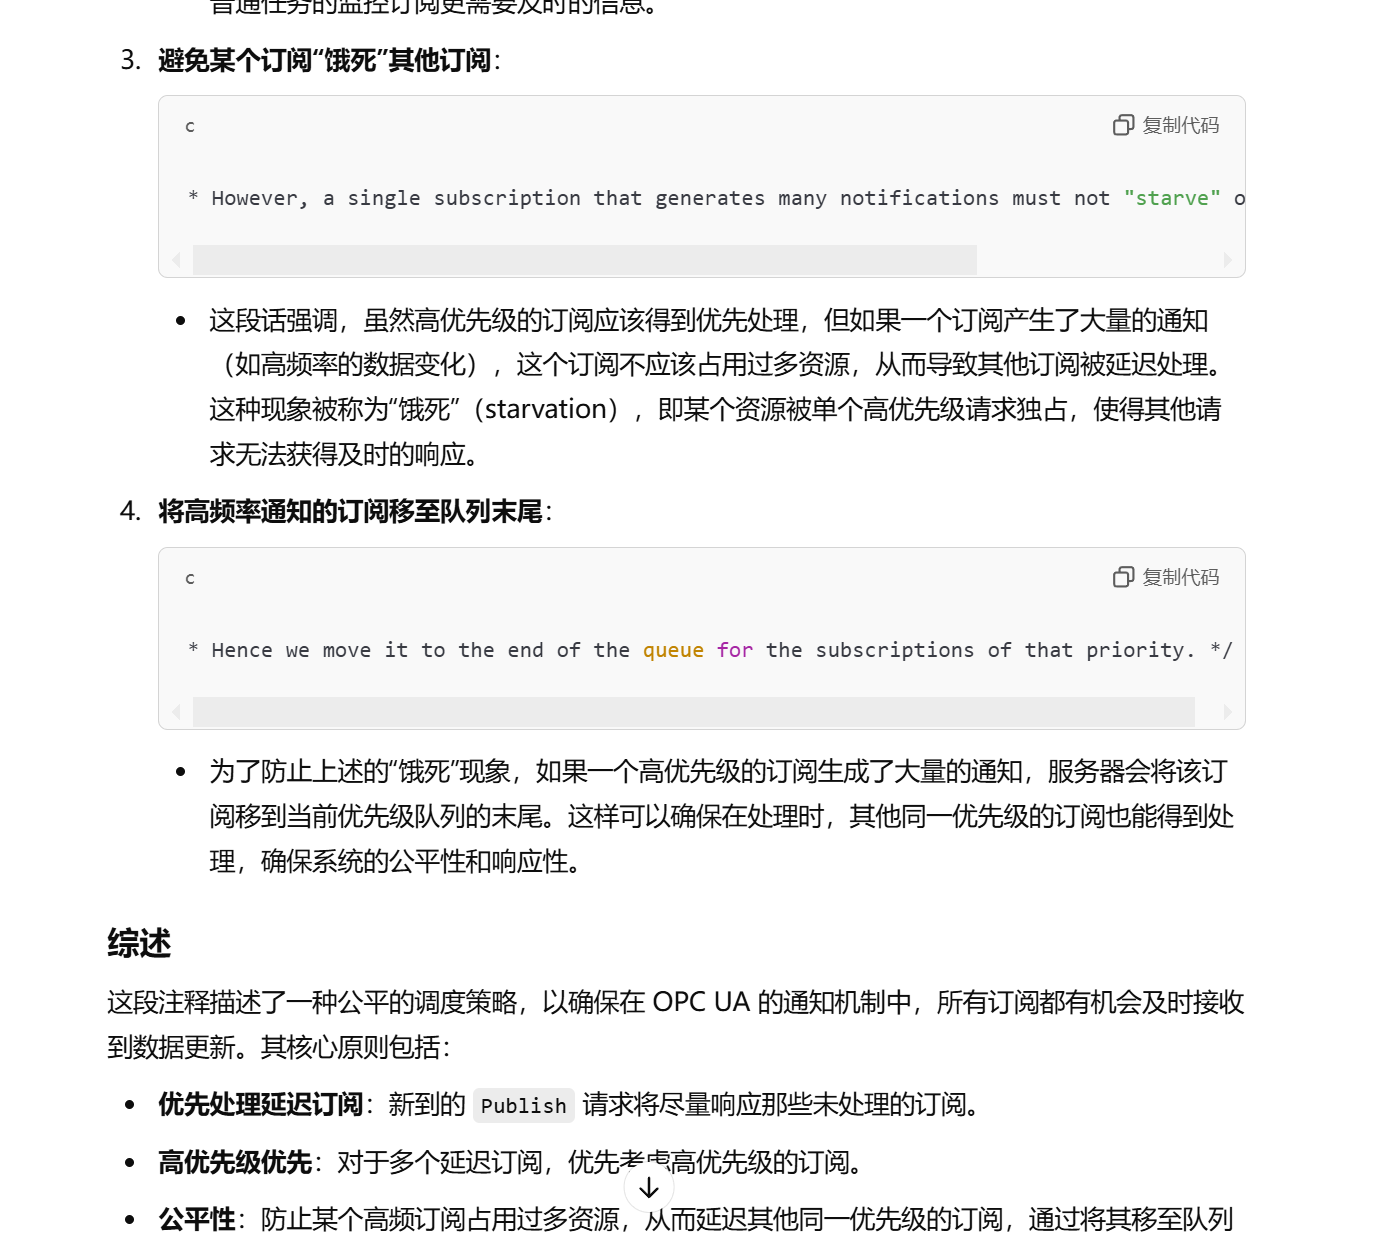 普通任务的监控订阅更需要及时的信息。
3. 避免某个订阅“饿死”其他订阅：
c
复制代码
* However, a single subscription that generates many notifications must not "starve" o
• 这段话强调，虽然高优先级的订阅应该得到优先处理，但如果一个订阅产生了大量的通知
（如高频率的数据变化），这个订阅不应该占用过多资源，从而导致其他订阅被延迟处理。
这种现象被称为“饿死”（starvation），即某个资源被单个高优先级请求独占，使得其他请
求无法获得及时的响应。
4. 将高频率通知的订阅移至队列末尾：
c
复制代码
* Hence we move it to the end of the queue for the subscriptions of that priority. */
• 为了防止上述的“饿死”现象，如果一个高优先级的订阅生成了大量的通知，服务器会将该订
阅移到当前优先级队列的末尾。这样可以确保在处理时，其他同一优先级的订阅也能得到处
理，确保系统的公平性和响应性。
综述
这段注释描述了一种公平的调度策略，以确保在 OPC UA 的通知机制中，所有订阅都有机会及时接收
到数据更新。其核心原则包括：
• 优先处理延迟订阅：新到的 Publish 请求将尽量响应那些未处理的订阅。
• 高优先级优先：对于多个延迟订阅，优先考虑高优先级的订阅。
• 公平性：防止某个高频订阅占用过多资源，从而延迟其他同一优先级的订阅，通过将其移至队列